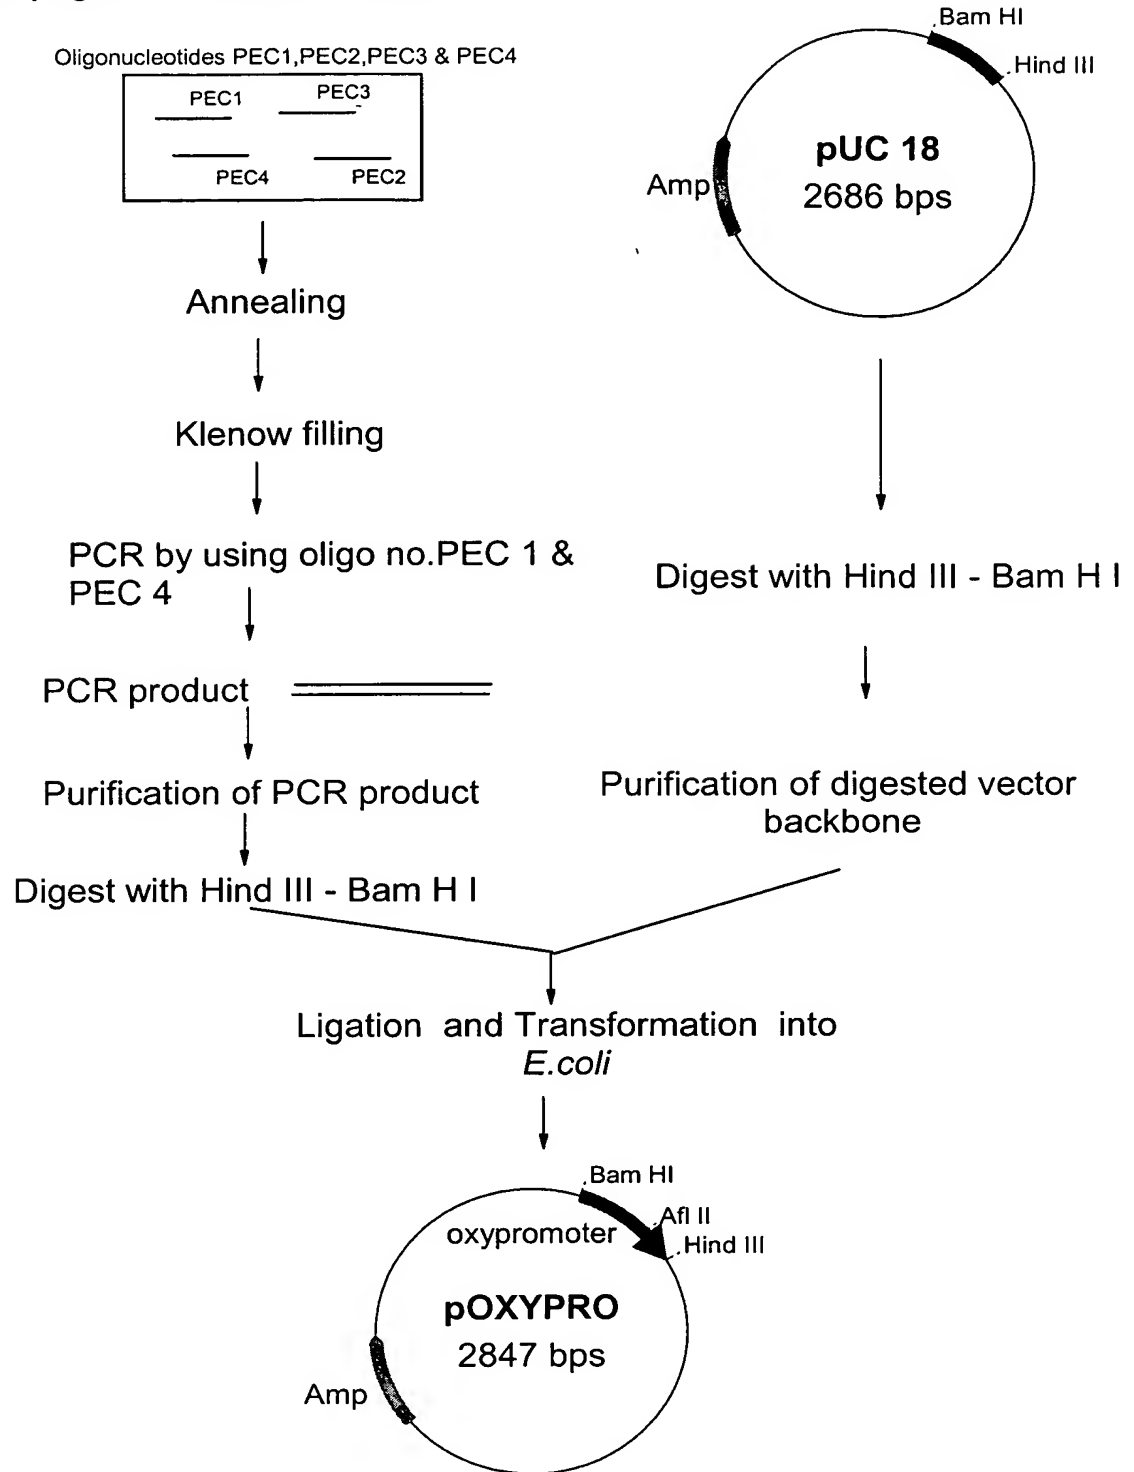 Oligonucleotides PEC1,PEC2,PEC3 & PEC4
PEC1
PEC3
PEC4
PEC2
Annealing
Klenow filling
PCR by using oligo no.PEC 1 &
PEC 4
PCR product
Purification of PCR product
Digest with Hind III - Bam H I
Bam HI
Hind III
pUC 18
2686 bps
Amp
Digest with Hind III - Bam H I
Purification of digested vector
backbone
Ligation and Transformation into
E.coli
Bam HI
Afl II
Hind III
oxypromoter
pOXYPRO
2847 bps
Amp